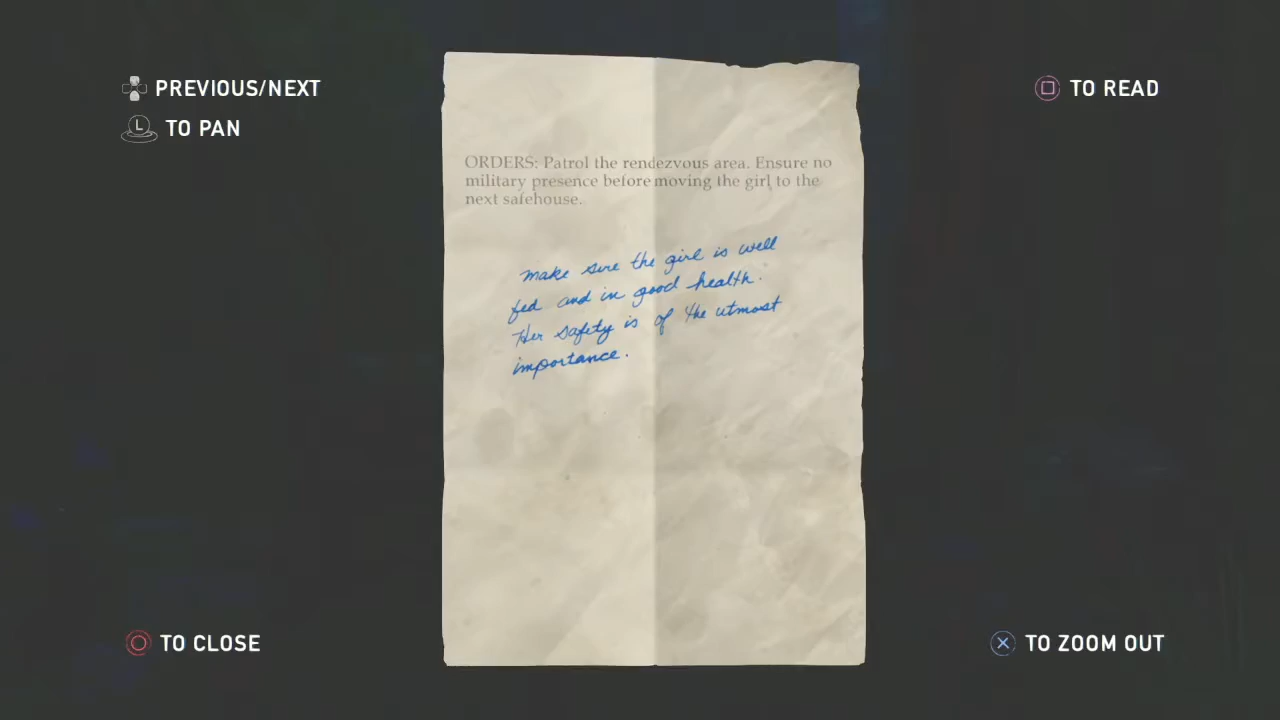 PREVIOUS/NEXT
L TO PAN
TO READ
ORDERS: Patrol the rendezvous area. Ensure no
military presence before moving the girl to the
next safehouse.
make sure the girl is well
fed and in good health.
Her safety is of the utmost
importance.
TO CLOSE
TO ZOOM OUT